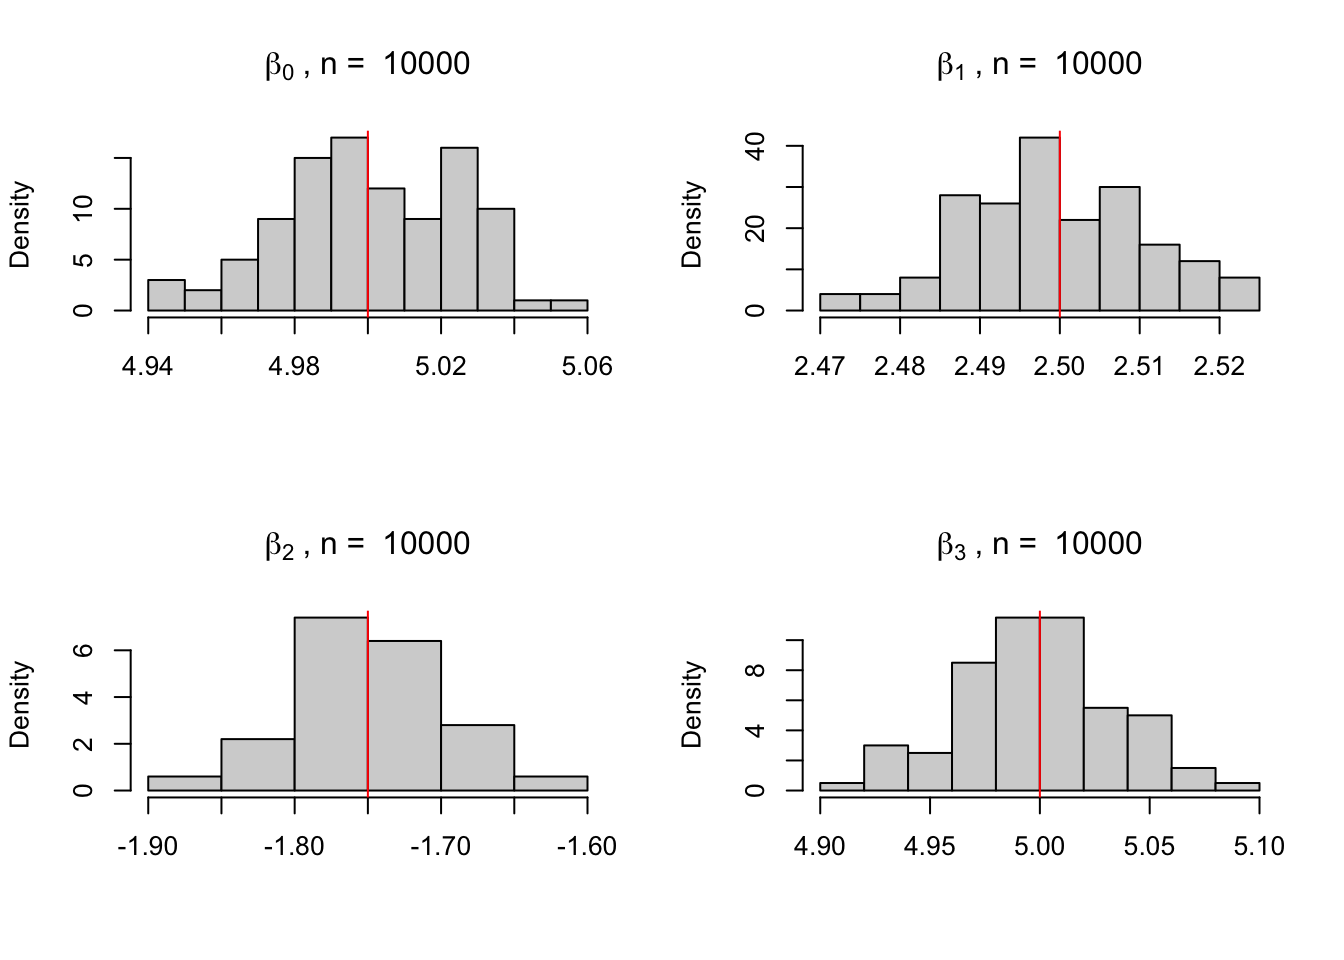 β0 , n = 10000
Density
0 5 10
4.94 4.98 5.02 5.06
β1 , n = 10000
Density
0 20 40
2.47 2.48 2.49 2.50 2.51 2.52
β2 , n = 10000
Density
0 2 4 6
-1.90 -1.80 -1.70 -1.60
β3 , n = 10000
Density
0 4 8
4.90 4.95 5.00 5.05 5.10